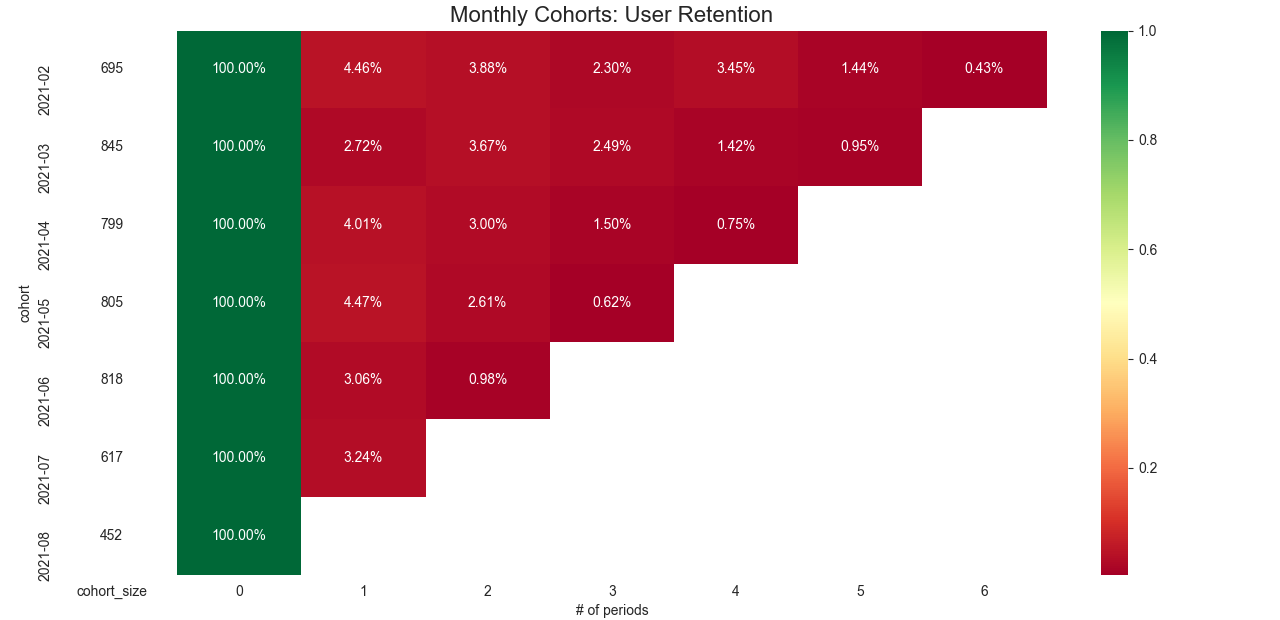 Monthly Cohorts: User Retention
2021-02 695 100.00% 4.46% 3.88% 2.30% 3.45% 1.44% 0.43%
2021-03 845 100.00% 2.72% 3.67% 2.49% 1.42% 0.95%
2021-04 799 100.00% 4.01% 3.00% 1.50% 0.75%
2021-05 805 100.00% 4.47% 2.61% 0.62%
2021-06 818 100.00% 3.06% 0.98%
2021-07 617 100.00% 3.24%
2021-08 452 100.00%
cohort
cohort_size 0 1 2 3 4 5 6
# of periods
1.0
0.8
0.6
0.4
0.2